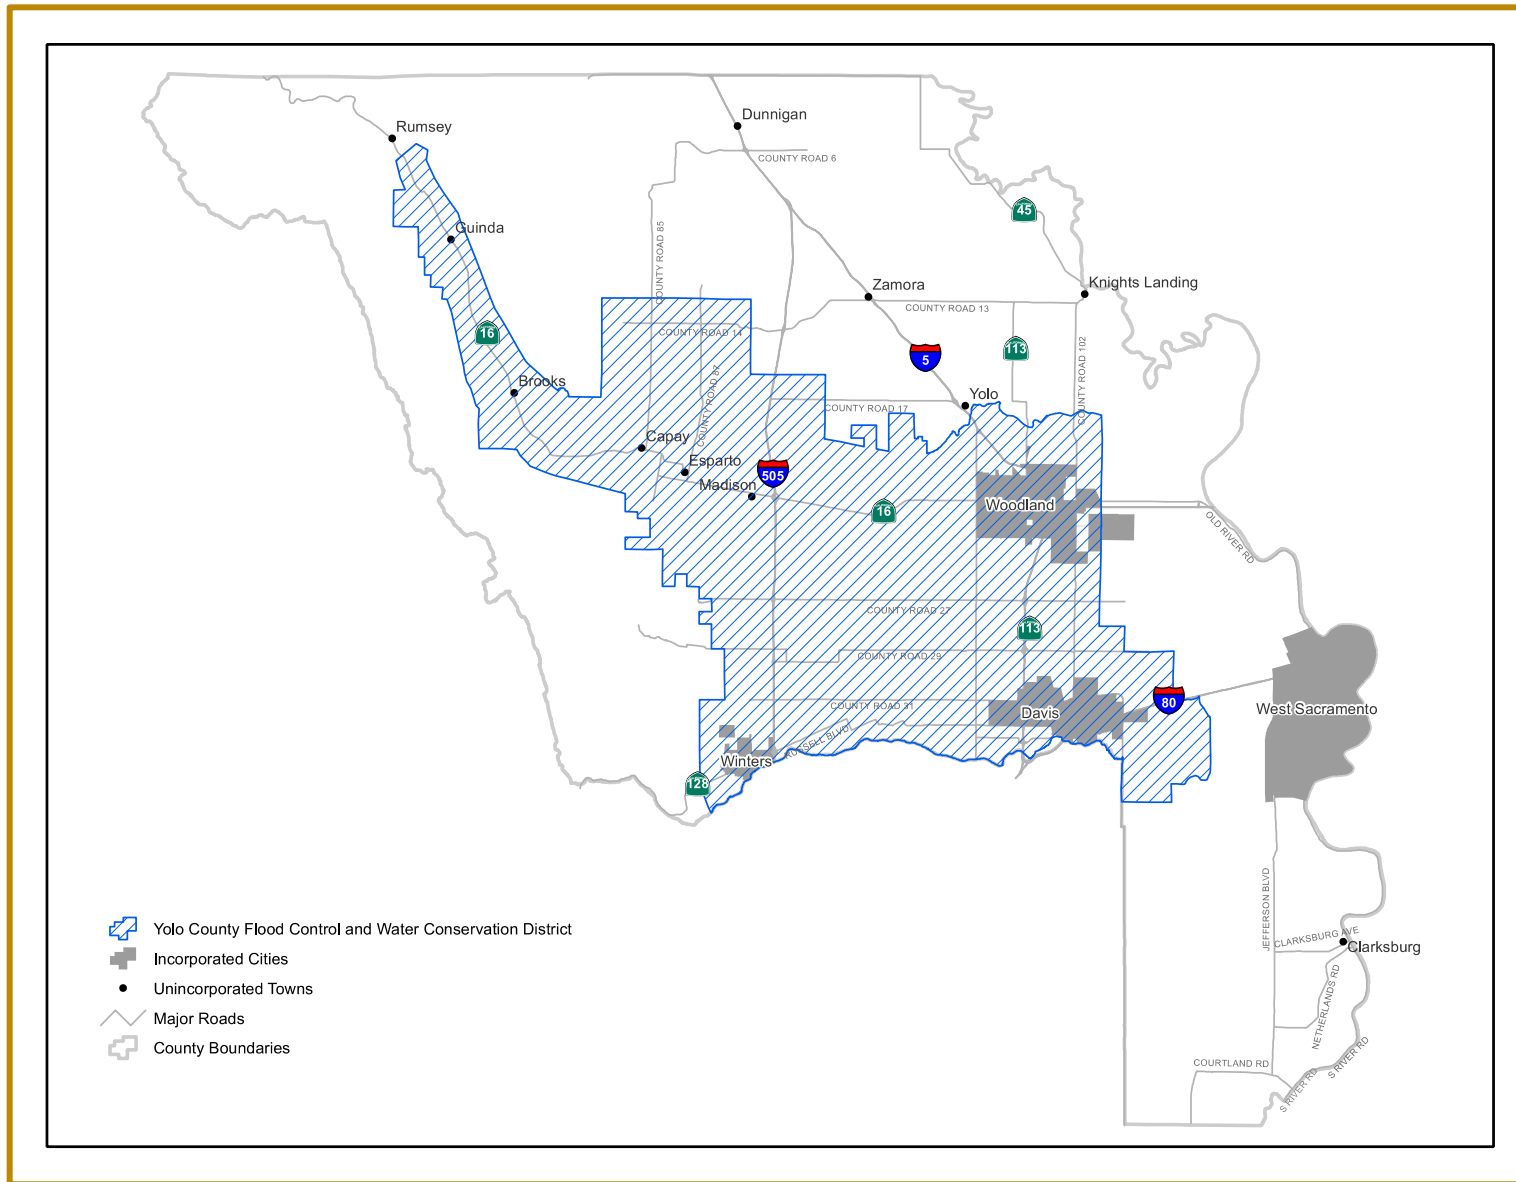 Rumsey
Dunnigan
COUNTY ROAD 6
45
Guinda
COUNTY ROAD 85
Zamora
Knights Landing
COUNTY ROAD 13
16
COUNTY ROAD 14
5
113
COUNTY ROAD 102
Brooks
COUNTY ROAD 87
Yolo
COUNTY ROAD 17
Capay
Esparto
505
Madison
16
Woodland
OLD RIVER RD
COUNTY ROAD 27
113
COUNTY ROAD 29
80
COUNTY ROAD 31
Davis
West Sacramento
RUSSELL BLVD
Winters
128
JEFFERSON BLVD
CLARKSBURG AVE
Clarksburg
NETHERLANDS RD
COURTLAND RD
S RIVER RD
S RIVER RD
Yolo County Flood Control and Water Conservation District
Incorporated Cities
Unincorporated Towns
Major Roads
County Boundaries